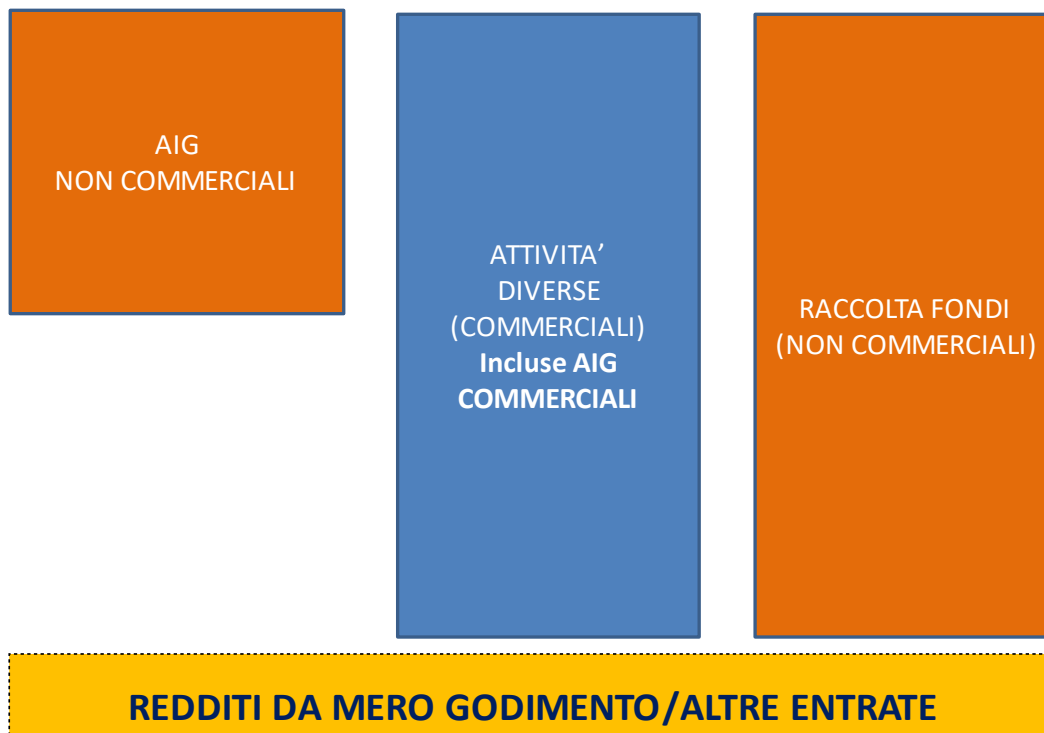 AIG
NON COMMERCIALI
ATTIVITA’
DIVERSE
(COMMERCIALI)
Incluse AIG
COMMERCIALI
RACCOLTA FONDI
(NON COMMERCIALI)
REDDITI DA MERO GODIMENTO/ALTRE ENTRATE